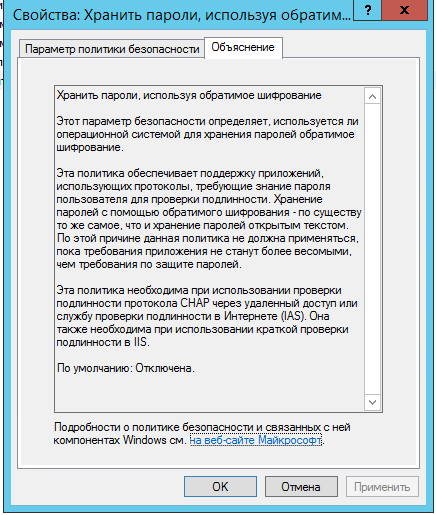 Свойства: Хранить пароли, используя обратим...
?
x
Параметр политики безопасности
Объяснение
Хранить пароли, используя обратимое шифрование
Этот параметр безопасности определяет, используется ли
операционной системой для хранения паролей обратимое
шифрование.
Эта политика обеспечивает поддержку приложений,
использующих протоколы, требующие знание пароля
пользователя для проверки подлинности. Хранение
паролей с помощью обратимого шифрования - по существу
то же самое, что и хранение паролей открытым текстом.
По этой причине данная политика не должна применяться,
пока требования приложения не станут более весомыми,
чем требования по защите паролей.
Эта политика необходима при использовании проверки
подлинности протокола CHAP через удаленный доступ или
службу проверки подлинности в Интернете (IAS). Она
также необходима при использовании краткой проверки
подлинности в IIS.
По умолчанию: Отключена.
Подробности о политике безопасности и связанных с ней
компонентах Windows см. на веб-сайте Майкрософт.
OK
Отмена
Применить